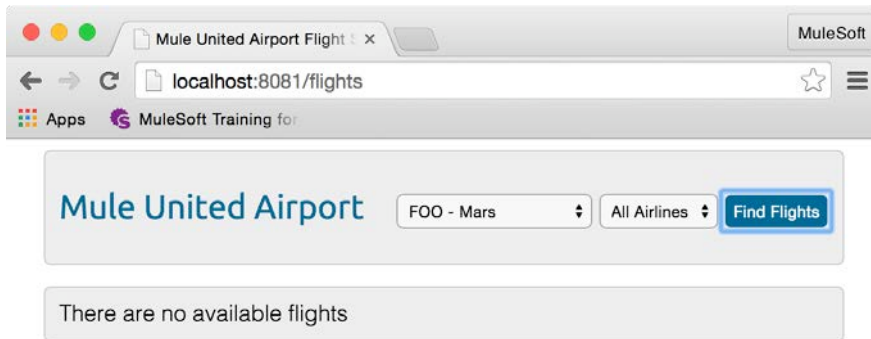 Mule United Airport Flight
MuleSoft
localhost:8081/flights
Apps MuleSoft Training for
Mule United Airport FOO - Mars All Airlines Find Flights
There are no available flights